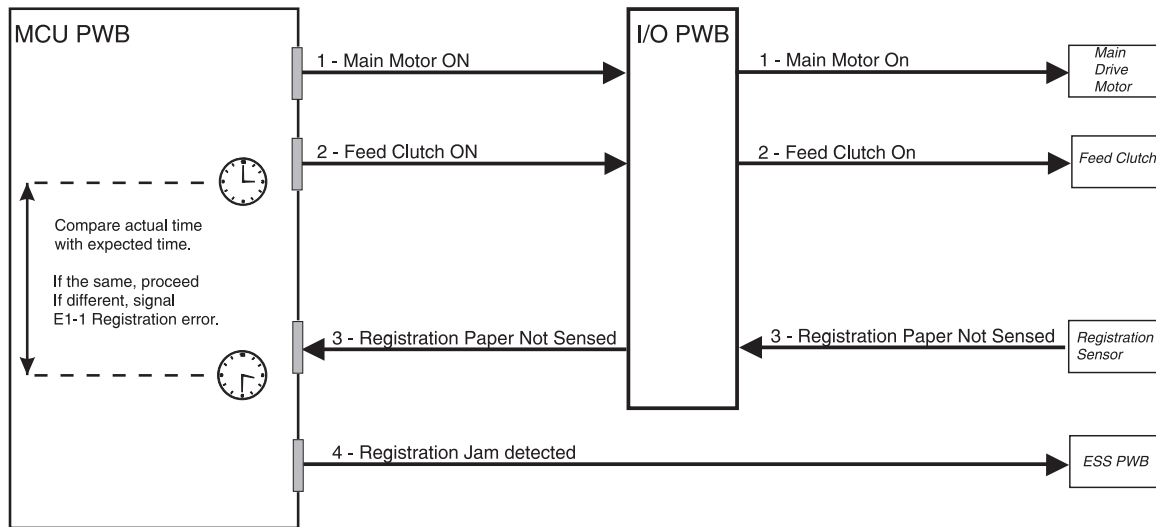 MCU PWB
I/O PWB
1 - Main Motor ON
1 - Main Motor On
Main
Drive
Motor
2 - Feed Clutch ON
2 - Feed Clutch On
Feed Clutch
Compare actual time
with expected time.
If the same, proceed
If different, signal
E1-1 Registration error.
3 - Registration Paper Not Sensed
3 - Registration Paper Not Sensed
Registration
Sensor
4 - Registration Jam detected
ESS PWB